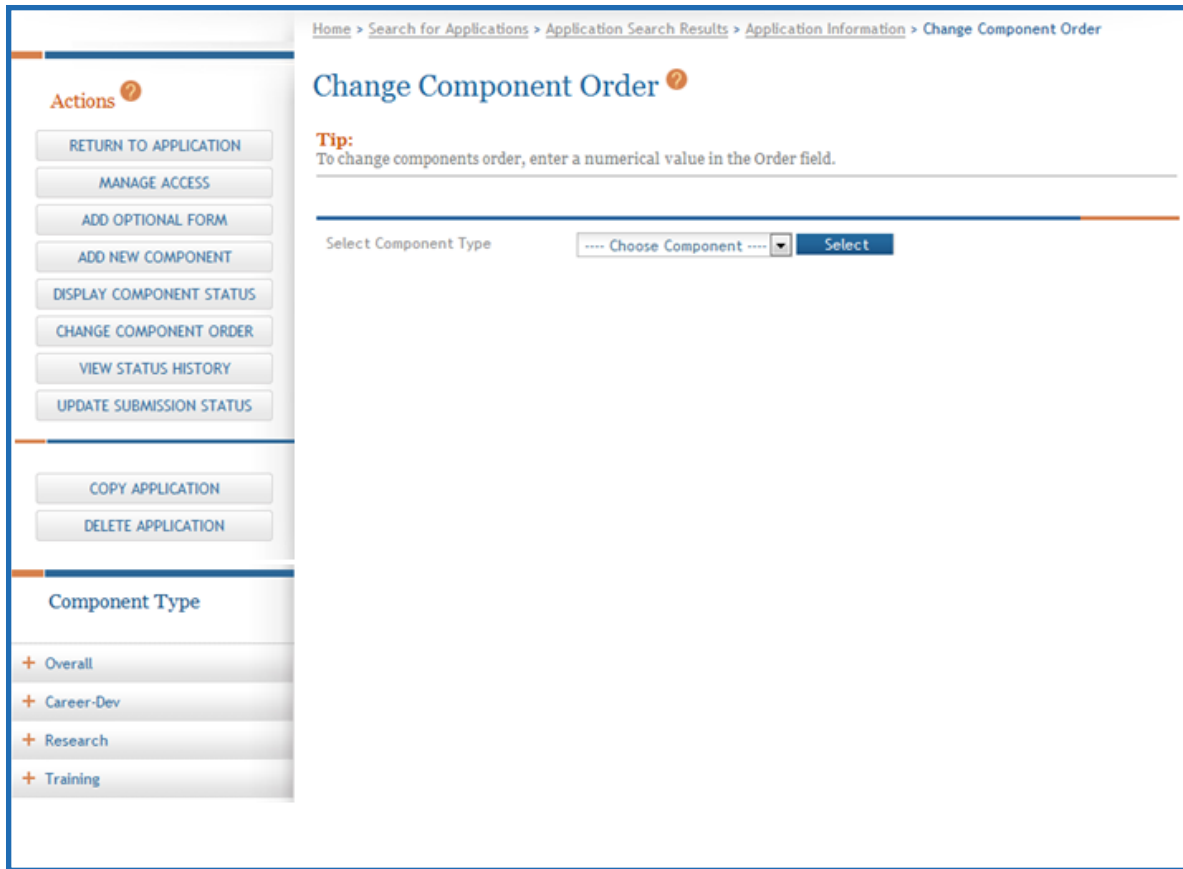 Home > Search for Applications > Application Search Results > Application Information > Change Component Order
Actions ?
RETURN TO APPLICATION
MANAGE ACCESS
ADD OPTIONAL FORM
ADD NEW COMPONENT
DISPLAY COMPONENT STATUS
CHANGE COMPONENT ORDER
VIEW STATUS HISTORY
UPDATE SUBMISSION STATUS
COPY APPLICATION
DELETE APPLICATION
Component Type
+ Overall
+ Career-Dev
+ Research
+ Training
Change Component Order ?
Tip:
To change components order, enter a numerical value in the Order field.
Select Component Type ---- Choose Component ---- Select